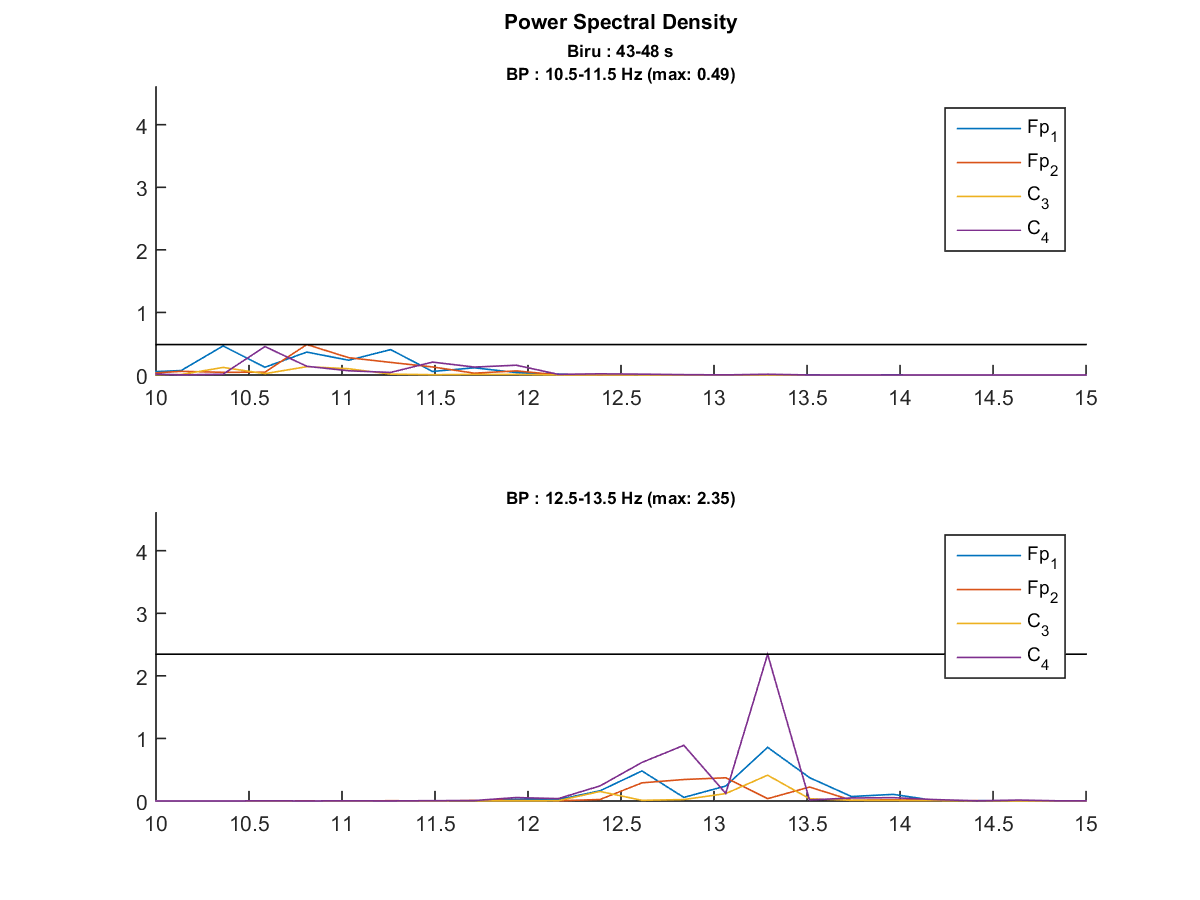 Power Spectral Density
Biru : 43-48 s
BP : 10.5-11.5 Hz (max: 0.49)
4
3
2
1
0
10 10.5 11 11.5 12 12.5 13 13.5 14 14.5 15
Fp1
Fp2
C3
C4
BP : 12.5-13.5 Hz (max: 2.35)
4
3
2
1
0
10 10.5 11 11.5 12 12.5 13 13.5 14 14.5 15
Fp1
Fp2
C3
C4